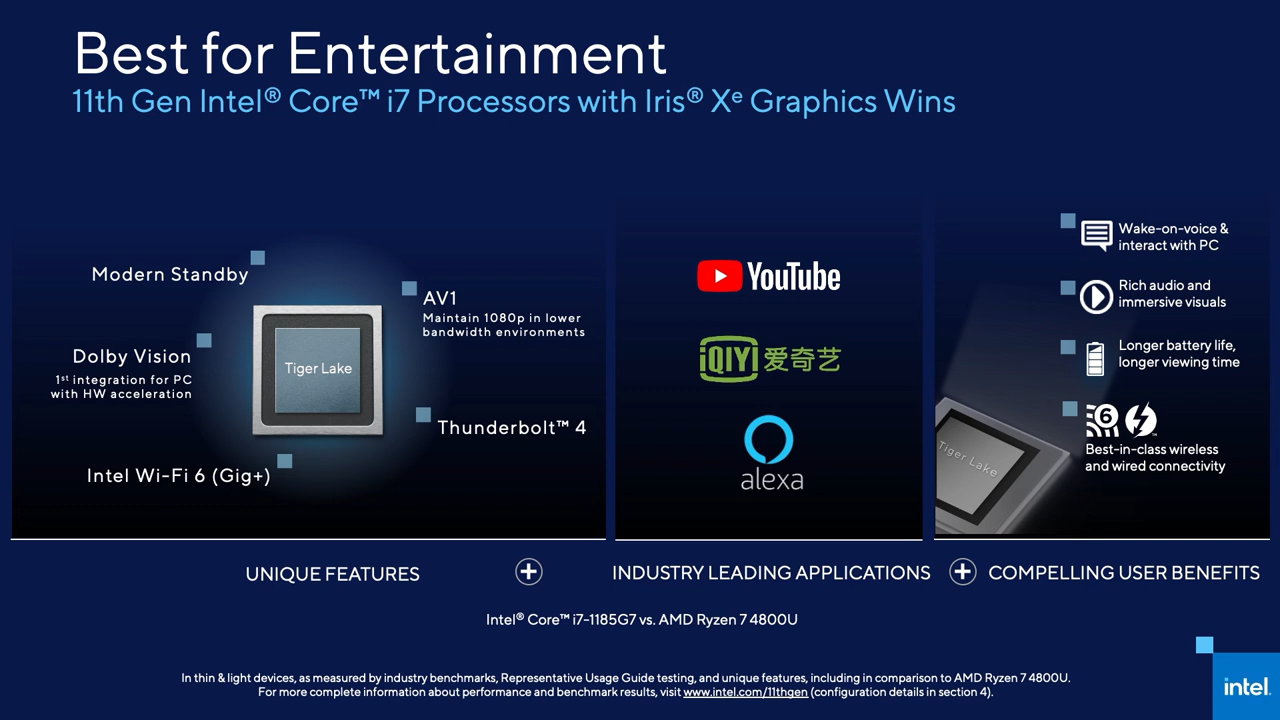 Best for Entertainment
11th Gen Intel® Core™ i7 Processors with Iris® Xᵉ Graphics Wins
Modern Standby
Dolby Vision
1ˢᵗ integration for PC
with HW acceleration
Intel Wi-Fi 6 (Gig+)
Tiger Lake
AV1
Maintain 1080p in lower
bandwidth environments
Thunderbolt™ 4
UNIQUE FEATURES
YouTube
iQIYI 爱奇艺
alexa
INDUSTRY LEADING APPLICATIONS
Wake-on-voice &
interact with PC
Rich audio and
immersive visuals
Longer battery life,
longer viewing time
6
Best-in-class wireless
and wired connectivity
Tiger Lake
COMPELLING USER BENEFITS
Intel® Core™ i7-1185G7 vs. AMD Ryzen 7 4800U
In thin & light devices, as measured by industry benchmarks, Representative Usage Guide testing, and unique features, including in comparison to AMD Ryzen 7 4800U.
For more complete information about performance and benchmark results, visit www.intel.com/11thgen (configuration details in section 4).
intel.